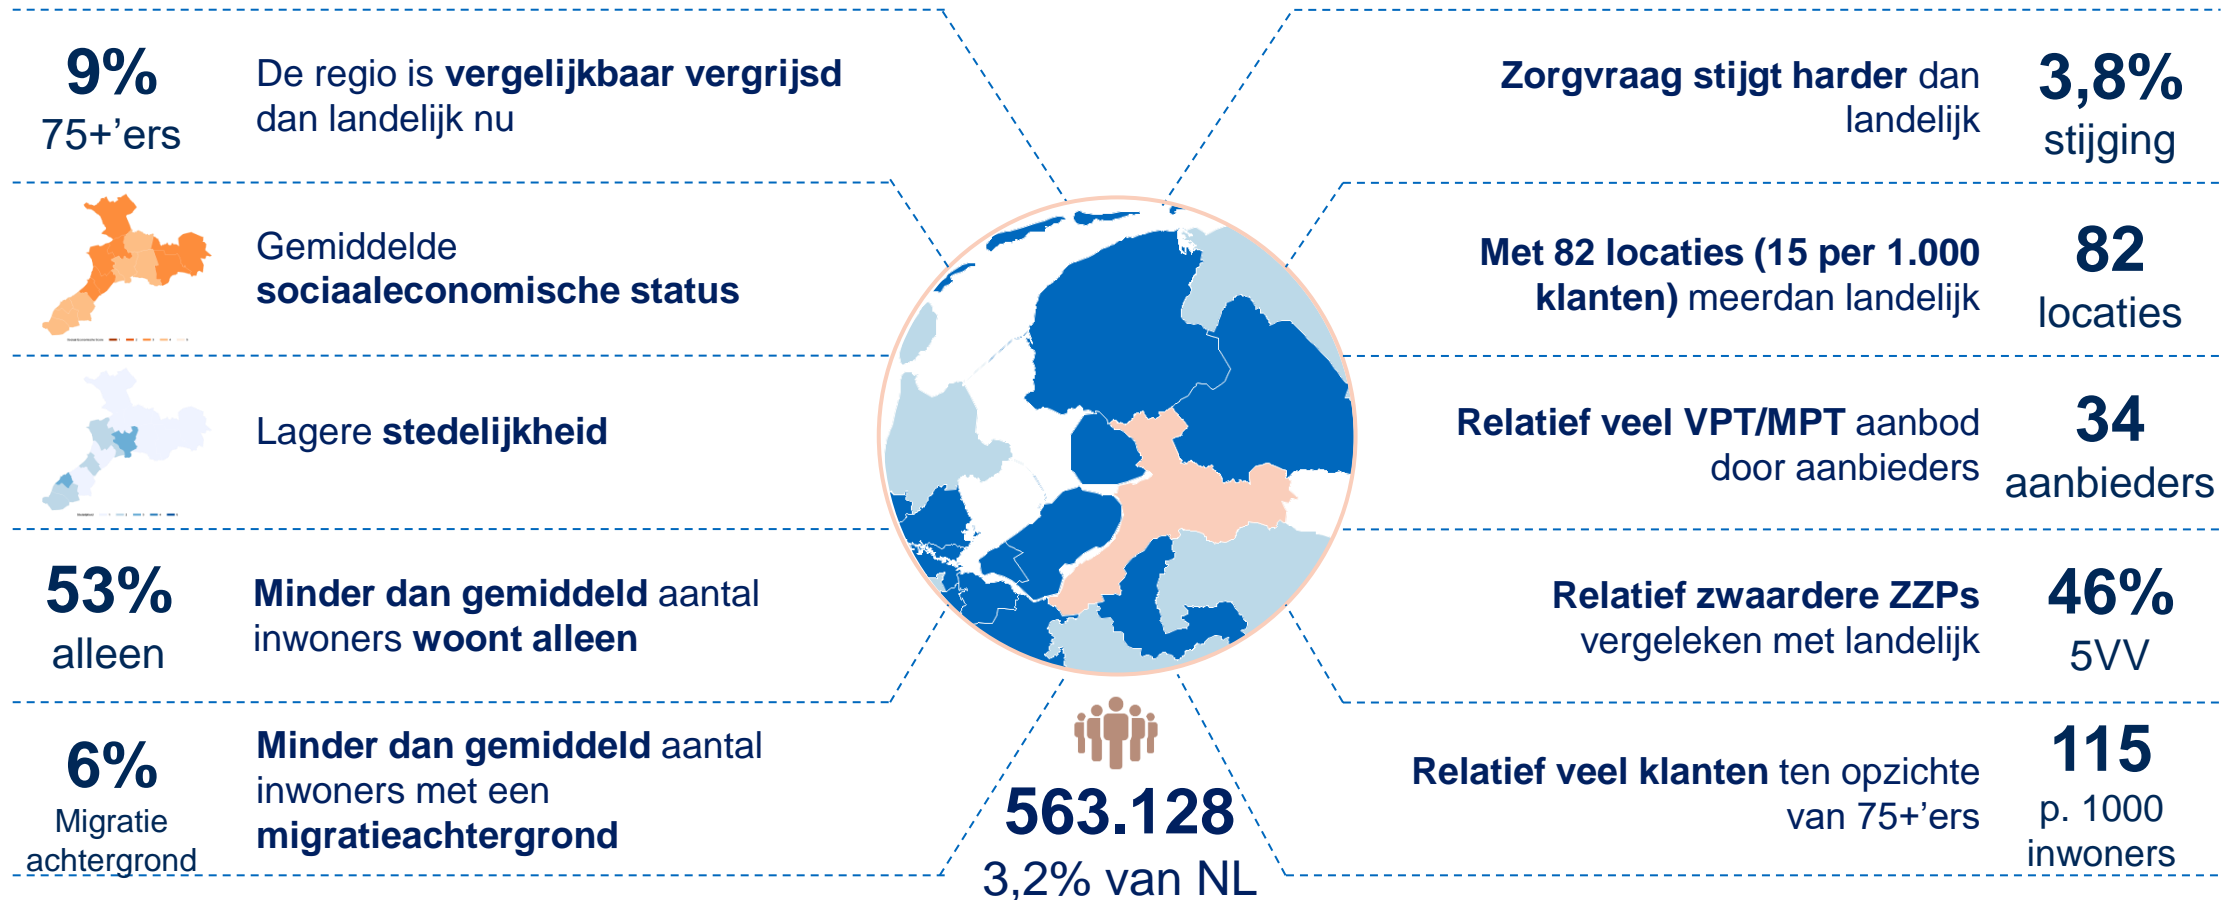 9%
75+’ers
De regio is vergelijkbaar vergrijsd
dan landelijk nu
Gemiddelde
sociaaleconomische status
Lagere stedelijkheid
53%
alleen
Minder dan gemiddeld aantal
inwoners woont alleen
6%
Migratie
achtergrond
Minder dan gemiddeld aantal
inwoners met een
migratieachtergrond
563.128
3,2% van NL
Zorgvraag stijgt harder dan
landelijk
3,8%
stijging
Met 82 locaties (15 per 1.000
klanten) meerdan landelijk
82
locaties
Relatief veel VPT/MPT aanbod
door aanbieders
34
aanbieders
Relatief zwaardere ZZPs
vergeleken met landelijk
46%
5VV
Relatief veel klanten ten opzichte
van 75+’ers
115
p. 1000
inwoners